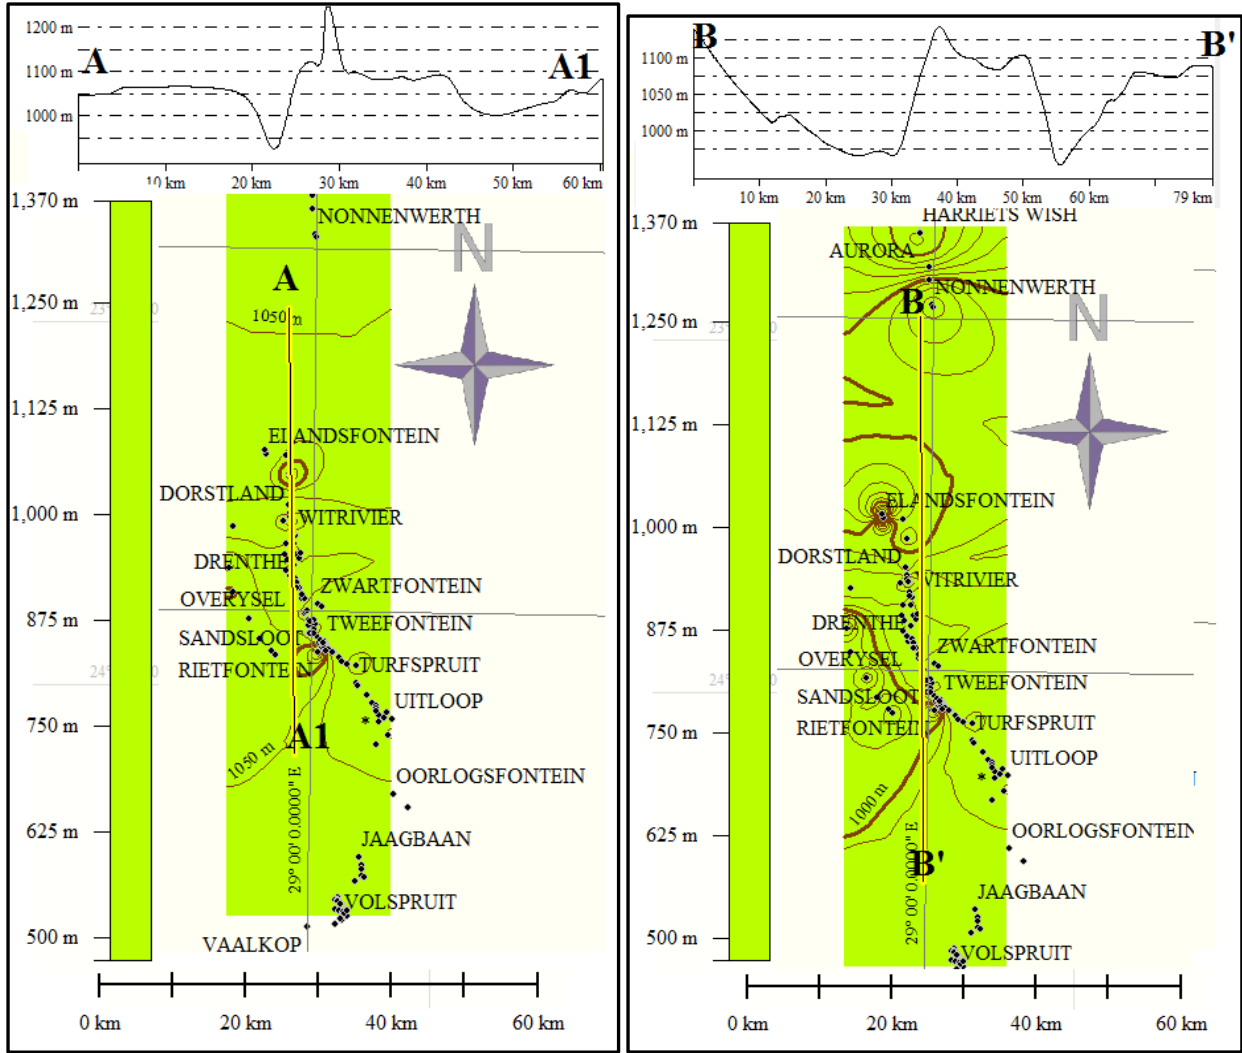 1200 m
A
A1
1100 m
1000 m
10 km
20 km
30 km
40 km
50 km
60 km
1,370 m
NONNENWERTH
N
A
1,250 m
1050 m
1,125 m
ELANDSFONTEIN
DORSTLAND
1,000 m
WITRIVIER
DRENTHE
ZWARTFONTEIN
OVERYSEL
875 m
TWEEFONTEIN
SANDSLOOT
RIETFONTEIN
TURFSPRUIT
UITLOOP
750 m
A1
1050 m
OORLOGSFONTEIN
29° 00' 0.0000" E
625 m
JAAGBAAN
VOLSPRUIT
500 m
VAALKOP
0 km
20 km
40 km
60 km
B
B'
1100 m
1050 m
1000 m
10 km
20 km
30 km
40 km
50 km
60 km
79 km
1,370 m
HARRIETS WISH
AURORA
NONNENWERTH
B
N
1,250 m
1,125 m
ELANDSFONTEIN
1,000 m
DORSTLAND
WITRIVIER
DRENTHE
875 m
ZWARTFONTEIN
OVERYSEL
TWEEFONTEIN
SANDSLOOT
RIETFONTEIN
TURFSPRUIT
750 m
UITLOOP
1000 m
OORLOGSFONTEIN
625 m
29° 00' 0.0000" E
B'
JAAGBAAN
500 m
VOLSPRUIT
0 km
20 km
40 km
60 km